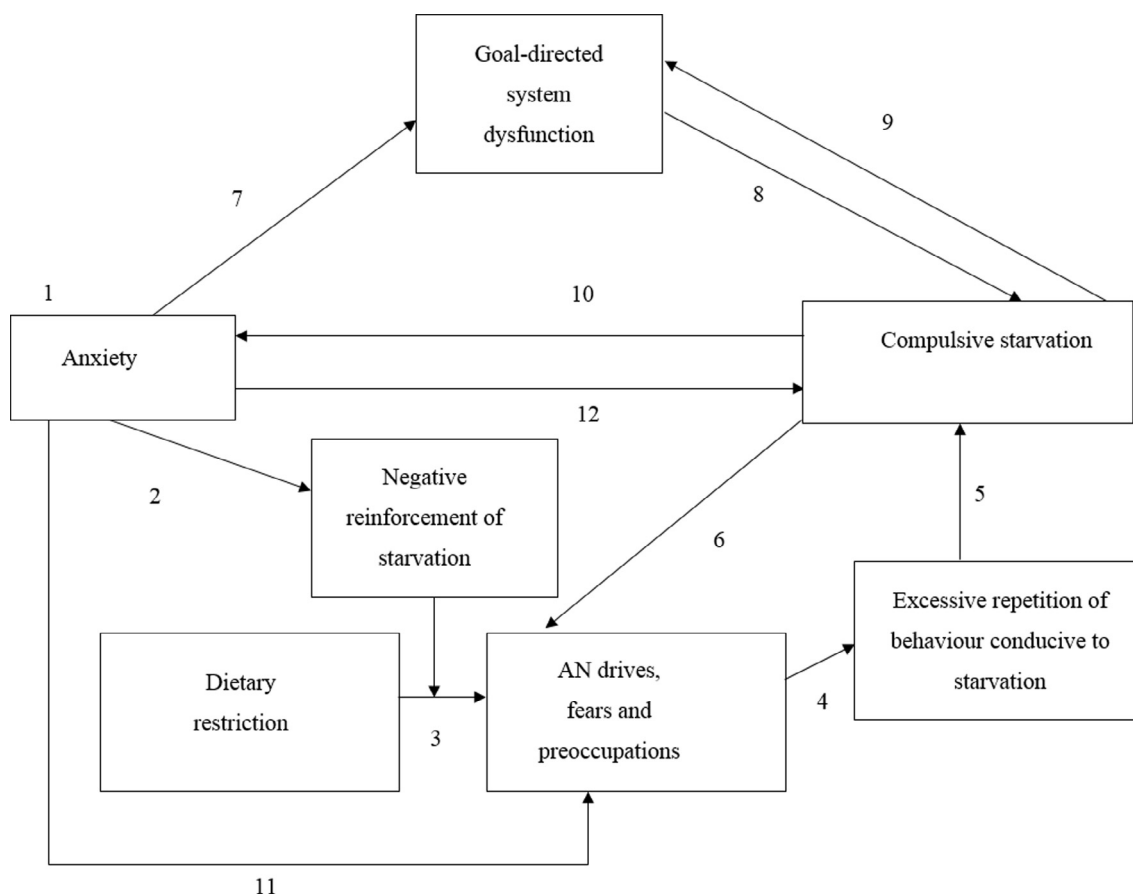 Goal-directed
system
dysfunction
9
7
8
1
10
Anxiety
Compulsive starvation
12
2
Negative
reinforcement of
starvation
5
6
Excessive repetition of
behaviour conducive to
starvation
Dietary
restriction
3
AN drives,
fears and
preoccupations
4
11